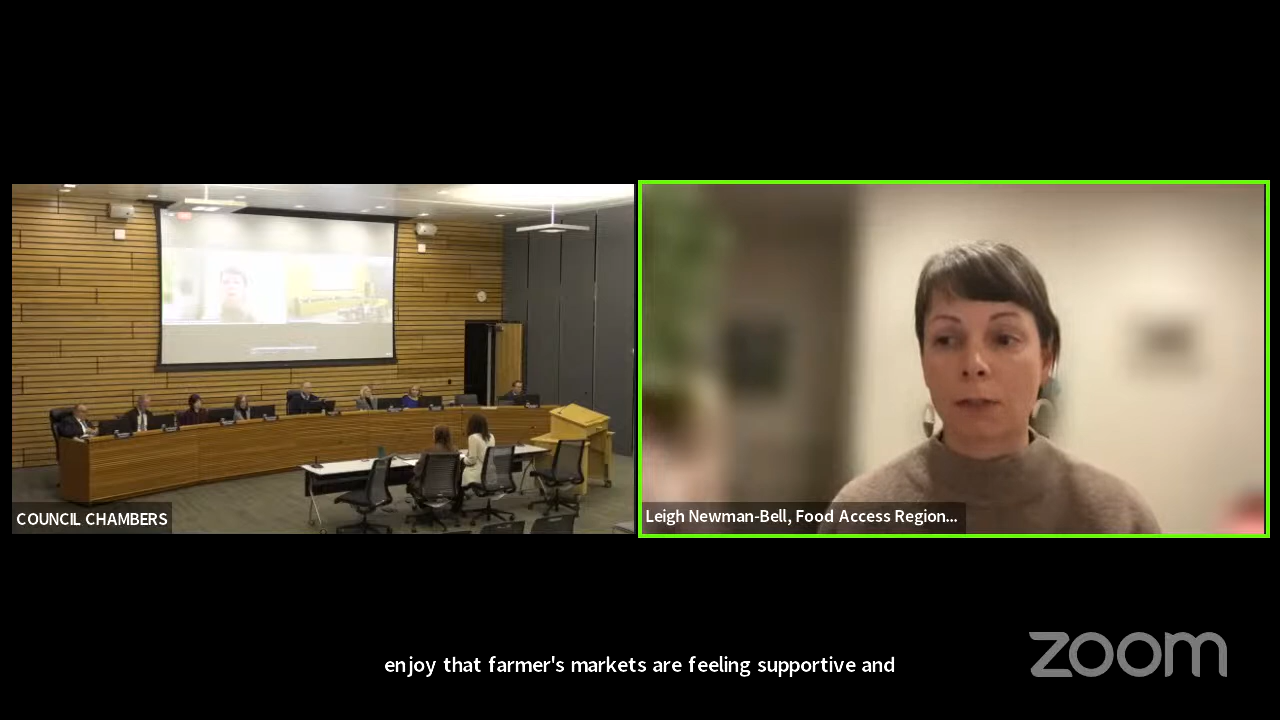 COUNCIL CHAMBERS
Leigh Newman-Bell, Food Access Region...
enjoy that farmer's markets are feeling supportive and
zoom